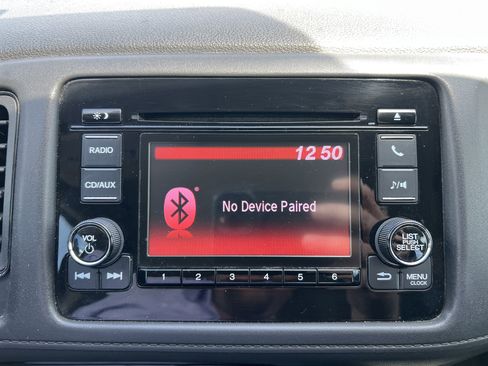 RADIO
12 50
CD/AUX
No Device Paired
VOL
LIST
PUSH
SELECT
1 2 3 4 5 6
MENU
CLOCK